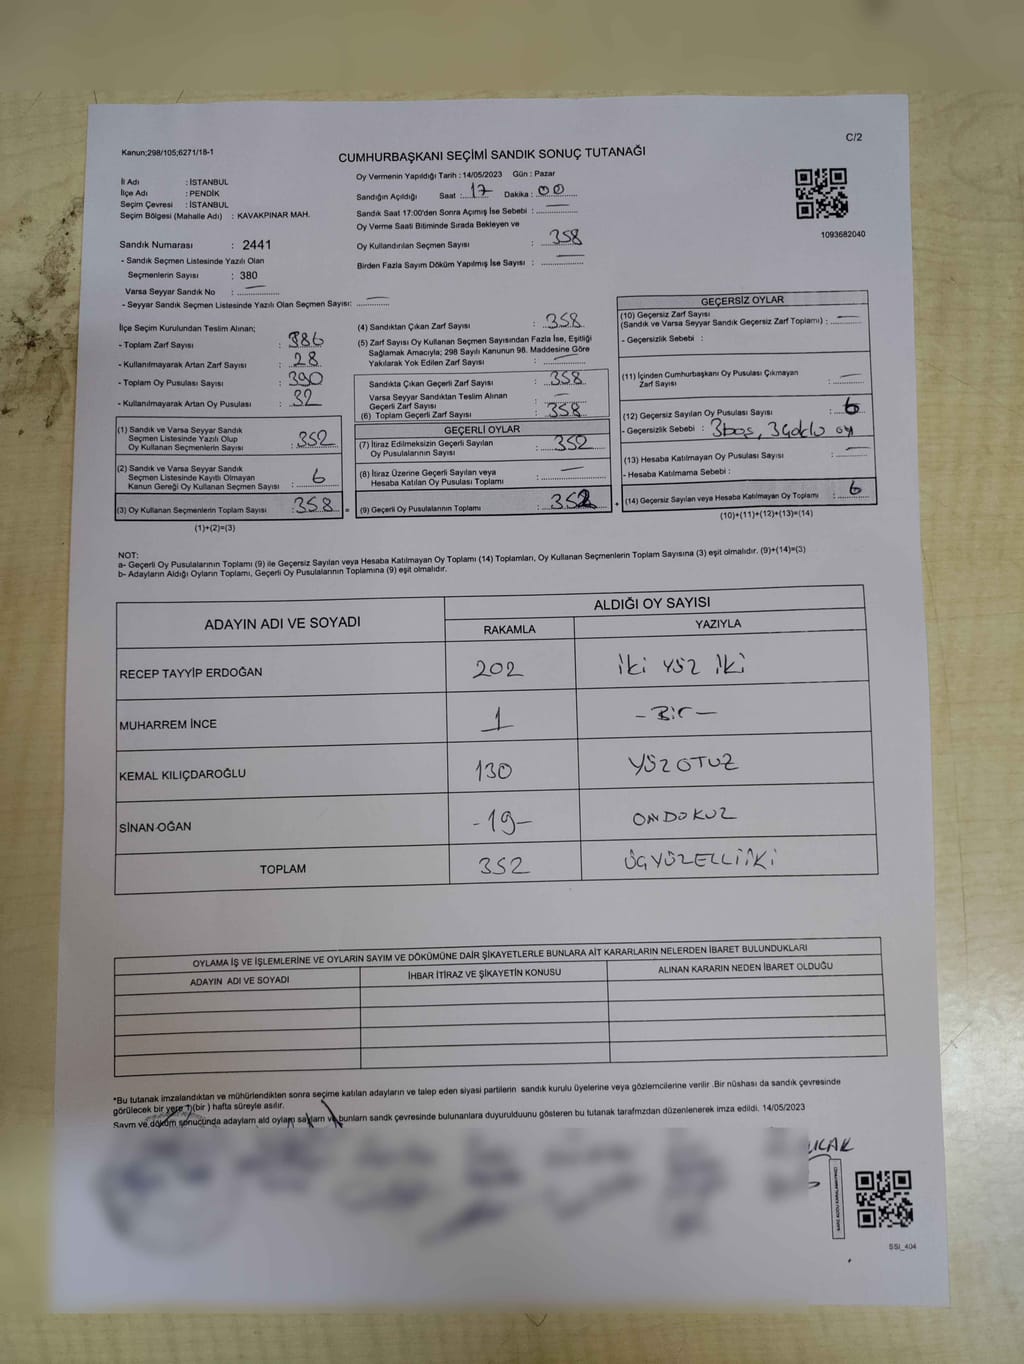 C/2
Kanun;298/105;6271/18-1
CUMHURBAŞKANI SEÇİMİ SANDIK SONUÇ TUTANAĞI
İl Adı : İSTANBUL
İlçe Adı : PENDİK
Seçim Çevresi : İSTANBUL
Seçim Bölgesi (Mahalle Adı) : KAVAKPINAR MAH.
Oy Vermenin Yapıldığı Tarih : 14/05/2023 Gün : Pazar
Sandığın Açıldığı Saat : 17 Dakika : 00
Sandık Saat 17:00'den Sonra Açımış İse Sebebi : —
Oy Verme Saati Bitiminde Sırada Bekleyen ve
Oy Kullandırılan Seçmen Sayısı : 358
Birden Fazla Sayım Döküm Yapılmış İse Sayısı : —
1093682040
Sandık Numarası : 2441
- Sandık Seçmen Listesinde Yazılı Olan
Seçmenlerin Sayısı : 380
Varsa Seyyar Sandık No : —
- Seyyar Sandık Seçmen Listesinde Yazılı Olan Seçmen Sayısı: —
İlçe Seçim Kurulundan Teslim Alınan;
- Toplam Zarf Sayısı : 386
- Kullanılmayarak Artan Zarf Sayısı : 28
- Toplam Oy Pusulası Sayısı : 390
- Kullanılmayarak Artan Oy Pusulası : 32
(1) Sandık ve Varsa Seyyar Sandık
Seçmen Listesinde Yazılı Olup
Oy Kullanan Seçmenlerin Sayısı : 352
(2) Sandık ve Varsa Seyyar Sandık
Seçmen Listesinde Kayıtlı Olmayan
Kanun Gereği Oy Kullanan Seçmen Sayısı : 6
(3) Oy Kullanan Seçmenlerin Toplam Sayısı : 358
(1)+(2)=(3)
(4) Sandıktan Çıkan Zarf Sayısı : 358
(5) Zarf Sayısı Oy Kullanan Seçmen Sayısından Fazla İse, Eşitliği
Sağlamak Amacıyla; 298 Sayılı Kanunun 98. Maddesine Göre
Yakılarak Yok Edilen Zarf Sayısı : —
Sandıkta Çıkan Geçerli Zarf Sayısı : 358
Varsa Seyyar Sandıktan Teslim Alınan
Geçerli Zarf Sayısı : —
(6) Toplam Geçerli Zarf Sayısı : 358
GEÇERLİ OYLAR
(7) İtiraz Edilmeksizin Geçerli Sayılan
Oy Pusulalarının Sayısı : 352
(8) İtiraz Üzerine Geçerli Sayılan veya
Hesaba Katılan Oy Pusulası Toplamı : —
= (9) Geçerli Oy Pusulalarının Toplamı : 352 +
GEÇERSİZ OYLAR
(10) Geçersiz Zarf Sayısı
(Sandık ve Varsa Seyyar Sandık Geçersiz Zarf Toplamı) : —
- Geçersizlik Sebebi :
(11) İçinden Cumhurbaşkanı Oy Pusulası Çıkmayan
Zarf Sayısı : —
(12) Geçersiz Sayılan Oy Pusulası Sayısı : 6
- Geçersizlik Sebebi : 3 boş, 3 çoklu oy
(13) Hesaba Katılmayan Oy Pusulası Sayısı : —
- Hesaba Katılmama Sebebi :
(14) Geçersiz Sayılan veya Hesaba Katılmayan Oy Toplamı : 6
(10)+(11)+(12)+(13)=(14)
NOT:
a- Geçerli Oy Pusulalarının Toplamı (9) ile Geçersiz Sayılan veya Hesaba Katılmayan Oy Toplamı (14) Toplamları, Oy Kullanan Seçmenlerin Toplam Sayısına (3) eşit olmalıdır. (9)+(14)=(3)
b- Adayların Aldığı Oyların Toplamı, Geçerli Oy Pusulalarının Toplamına (9) eşit olmalıdır.
ADAYIN ADI VE SOYADI ALDIĞI OY SAYISI
RAKAMLA YAZIYLA
RECEP TAYYİP ERDOĞAN 202 iki yüz iki
MUHARREM İNCE 1 - Bir -
KEMAL KILIÇDAROĞLU 130 YÜZOTUZ
SİNAN OĞAN - 19 - ONDOKUZ
TOPLAM 352 ÜÇYÜZELLİİKİ
OYLAMA İŞ VE İŞLEMLERİNE VE OYLARIN SAYIM VE DÖKÜMÜNE DAİR ŞİKAYETLERLE BUNLARA AİT KARARLARIN NELERDEN İBARET BULUNDUKLARI
ADAYIN ADI VE SOYADI İHBAR İTİRAZ VE ŞİKAYETİN KONUSU ALINAN KARARIN NEDEN İBARET OLDUĞU
*Bu tutanak imzalandıktan ve mühürlendikten sonra seçime katılan adayların ve talep eden siyasi partilerin sandık kurulu üyelerine veya gözlemcilerine verilir .Bir nüshası da sandık çevresinde
görülecek bir yere 1(bir ) hafta süreyle asılır.
Saym ve döküm sonucunda adaylarn ald oylarn saylarn ve bunlarn sandk çevresinde bulunanlara duyurulduunu gösteren bu tutanak tarafmzdan düzenlenerek imza edildi. 14/05/2023
SSI_404